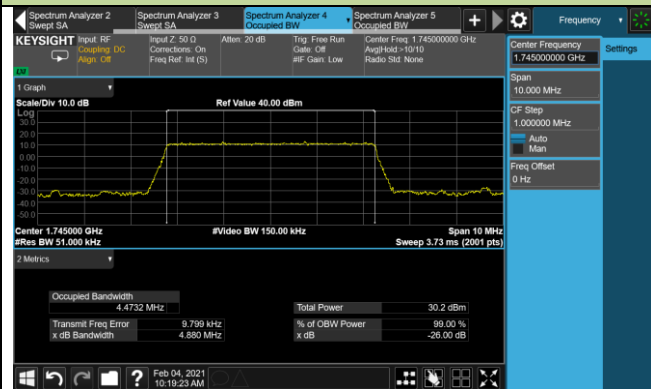 Spectrum Analyzer 2
Swept SA
Spectrum Analyzer 3
Swept SA
Spectrum Analyzer 4
Occupied BW
Spectrum Analyzer 5
Occupied BW
+
Frequency
KEYSIGHT
Input: RF
Coupling: DC
Align: Off
Input Z: 50 Ω
Corrections: On
Freq Ref: Int (S)
Atten: 20 dB
Trig: Free Run
Gate: Off
#IF Gain: Low
Center Freq: 1.745000000 GHz
Avg|Hold:>10/10
Radio Std: None
LXI
Center Frequency
1.745000000 GHz
Settings
Span
10.000 MHz
CF Step
1.000000 MHz
Auto
Man
Freq Offset
0 Hz
1 Graph
Scale/Div 10.0 dB
Ref Value 40.00 dBm
Log
30.0
20.0
10.0
0.00
-10.0
-20.0
-30.0
-40.0
-50.0
Center 1.745000 GHz
#Video BW 150.00 kHz
Span 10 MHz
#Res BW 51.000 kHz
Sweep 3.73 ms (2001 pts)
2 Metrics
Occupied Bandwidth
4.4732 MHz
Total Power
30.2 dBm
Transmit Freq Error
9.799 kHz
% of OBW Power
99.00 %
x dB Bandwidth
4.880 MHz
x dB
-26.00 dB
?
Feb 04, 2021
10:19:23 AM